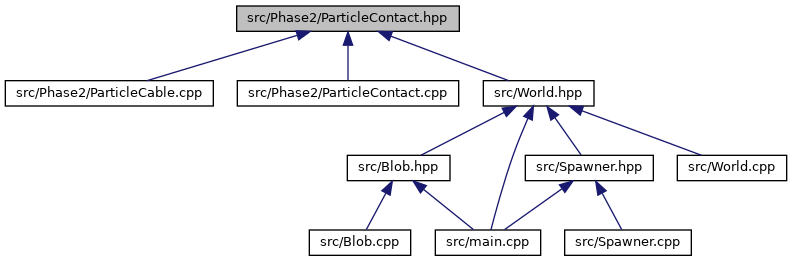 src/Phase2/ParticleContact.hpp
src/Phase2/ParticleCable.cpp
src/Phase2/ParticleContact.cpp
src/World.hpp
src/Blob.hpp
src/Spawner.hpp
src/World.cpp
src/Blob.cpp
src/main.cpp
src/Spawner.cpp